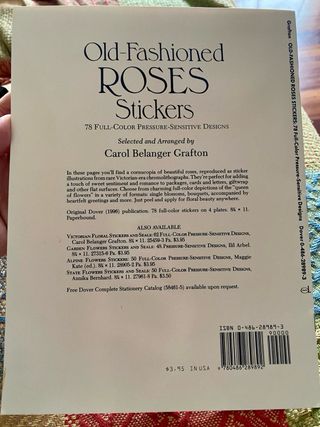 Old-Fashioned
ROSES
Stickers
78 FULL-COLOR PRESSURE-SENSITIVE DESIGNS
Selected and Arranged by
Carol Belanger Grafton
In these pages you'll find a cornucopia of beautiful roses, reproduced as sticker
illustrations from rare Victorian-era chromolithographs. They're perfect for adding
a touch of sweet sentiment and romance to packages, cards and letters, giftwrap
and other flat surfaces. Choose from charming full-color depictions of the "queen
of flowers," in a variety of formats: single blossoms, bouquets, accompanied by
heartfelt greetings and more. Just peel and apply for floral beauty anywhere.
Original Dover (1996) publication. 78 full-color stickers on 4 plates. 8¼ × 11.
Paperbound.
ALSO AVAILABLE
VICTORIAN FLORAL STICKERS AND SEALS: 62 FULL-COLOR PRESSURE-SENSITIVE DESIGNS,
Carol Belanger Grafton. 8¼ × 11. 25459-3 Pa. $3.95
GARDEN FLOWERS STICKERS AND SEALS: 48 PRESSURE-SENSITIVE DESIGNS, Ild Arbel.
8¼ × 11. 27315-6 Pa. $3.95
ALPINE FLOWERS STICKERS: 50 FULL-COLOR PRESSURE-SENSITIVE DESIGNS, Maggie
Kate (ed.). 8¼ × 11. Pa. $3.95
STATE FLOWERS STICKERS AND SEALS: 50 FULL-COLOR PRESSURE-SENSITIVE DESIGNS,
Annika Bernhard. 8¼ × 11. Pa. $3.50
Free Dover Complete Stationery Catalog (58461-5) available upon request.
ISBN 0-486-28989-3
90000
9 780486 289892
$3.95 IN USA
Grafton OLD-FASHIONED ROSES STICKERS: 78 Full-Color Pressure-Sensitive Designs Dover 0-486-28989-3